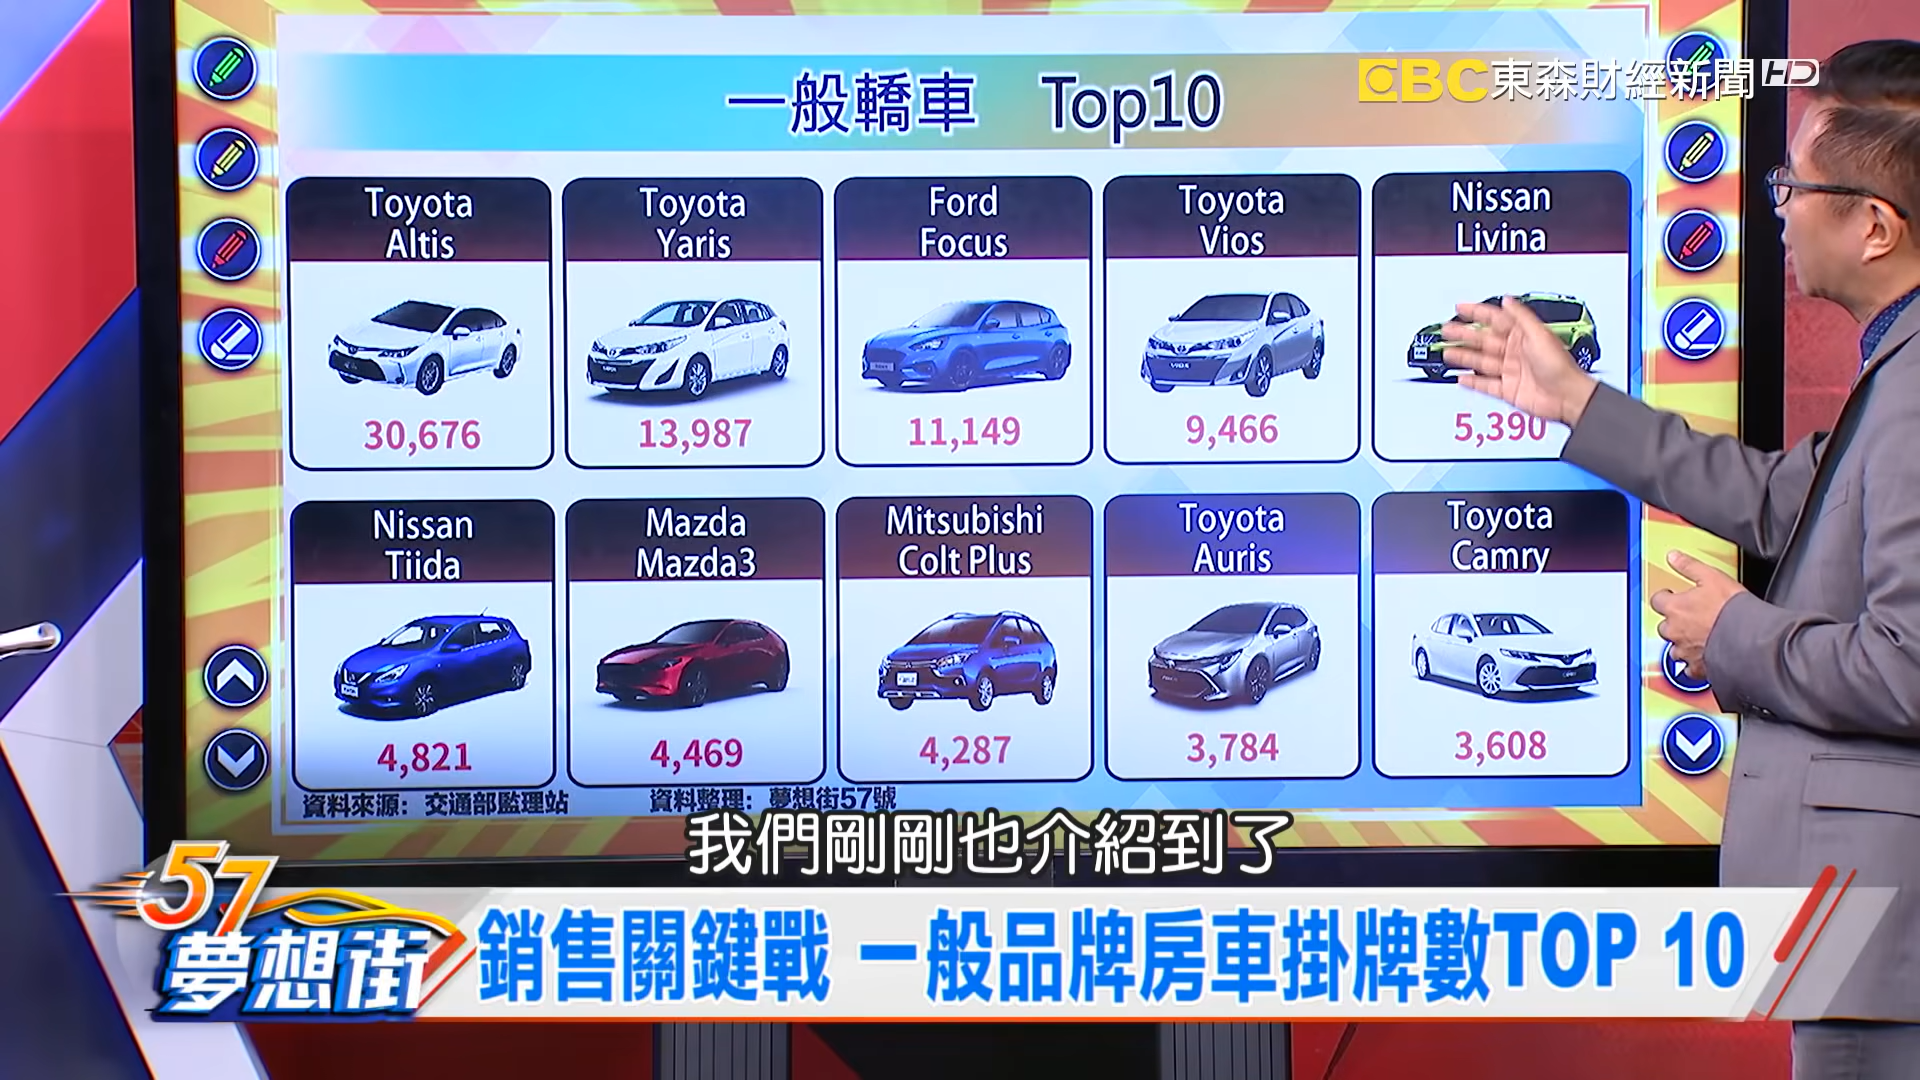 一般轎車 Top10
EBC 東森財經新聞 HD
Toyota
Altis
30,676
Toyota
Yaris
13,987
Ford
Focus
11,149
Toyota
Vios
9,466
Nissan
Livina
5,390
Nissan
Tiida
4,821
Mazda
Mazda3
4,469
Mitsubishi
Colt Plus
4,287
Toyota
Auris
3,784
Toyota
Camry
3,608
資料來源：交通部監理站
資料整理：夢想街57號
我們剛剛也介紹到了
57
夢想街
銷售關鍵戰 一般品牌房車掛牌數TOP 10